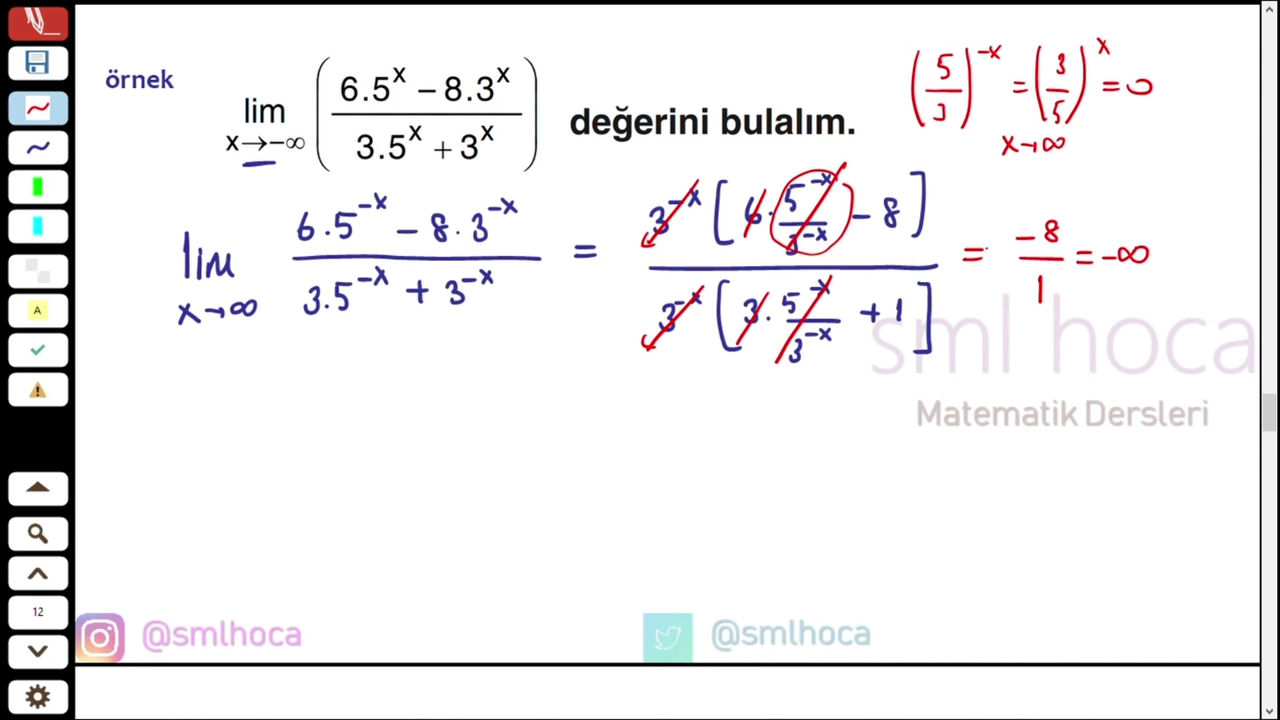 örnek
lim x→-∞ ( (6.5^x - 8.3^x) / (3.5^x + 3^x) ) değerini bulalım.
(5/3)^-x = (3/5)^x = 0
x→∞
lim x→∞ (6.5^-x - 8.3^-x) / (3.5^-x + 3^-x) = 3^-x [6. 5^-x/3^-x - 8] / 3^-x [3. 5^-x/3^-x + 1] = -8/1 = -∞
sml hoca
Matematik Dersleri
A
12
@smlhoca @smlhoca